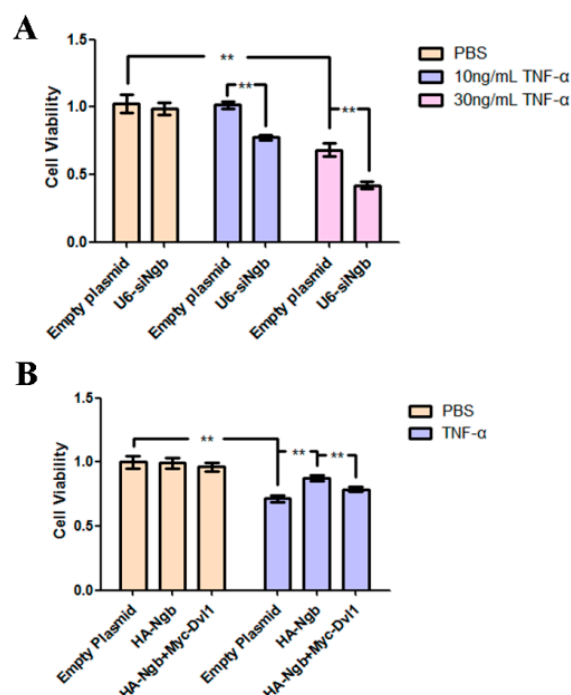 A
1.5
1.0
0.5
0.0
Cell Viability
**
**
**
PBS
10ng/mL TNF-α
30ng/mL TNF-α
Empty plasmid
U6-siNgb
Empty plasmid
U6-siNgb
Empty plasmid
U6-siNgb
B
1.5
1.0
0.5
0.0
Cell Viability
**
**
**
PBS
TNF-α
Empty Plasmid
HA-Ngb
HA-Ngb+Myc-Dvl1
Empty Plasmid
HA-Ngb
HA-Ngb+Myc-Dvl1